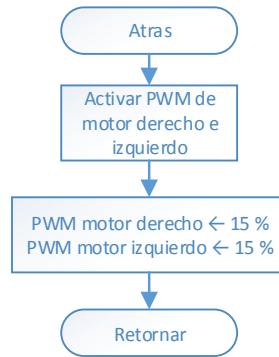 Atras
Activar PWM de
motor derecho e
izquierdo
PWM motor derecho ← 15 %
PWM motor izquierdo ← 15 %
Retornar